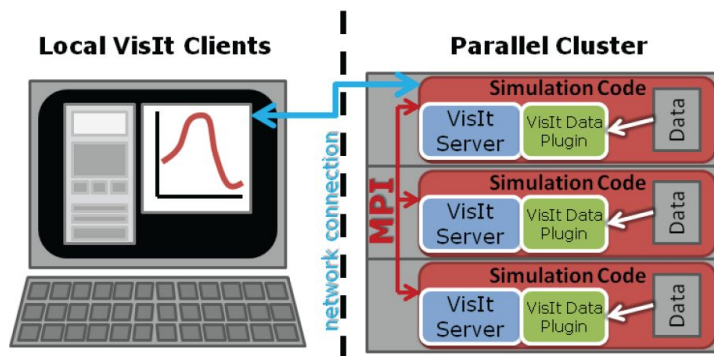 Local VisIt Clients
Parallel Cluster
network connection
MPI
Simulation Code
VisIt
Server
VisIt Data
Plugin
Data
Simulation Code
VisIt
Server
VisIt Data
Plugin
Data
Simulation Code
VisIt
Server
VisIt Data
Plugin
Data